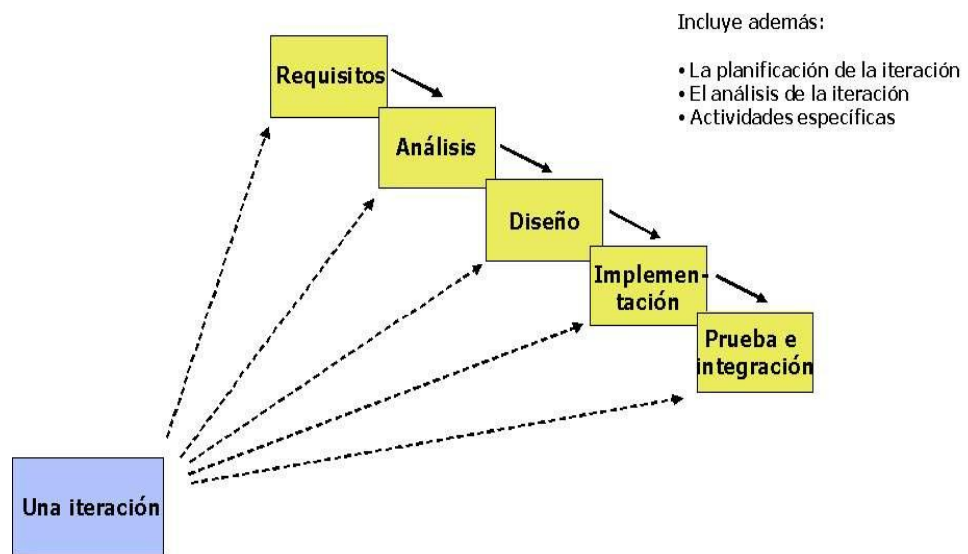 Incluye además:
• La planificación de la iteración
• El análisis de la iteración
• Actividades específicas
Requisitos
Análisis
Diseño
Implemen-
tación
Prueba e
integración
Una iteración